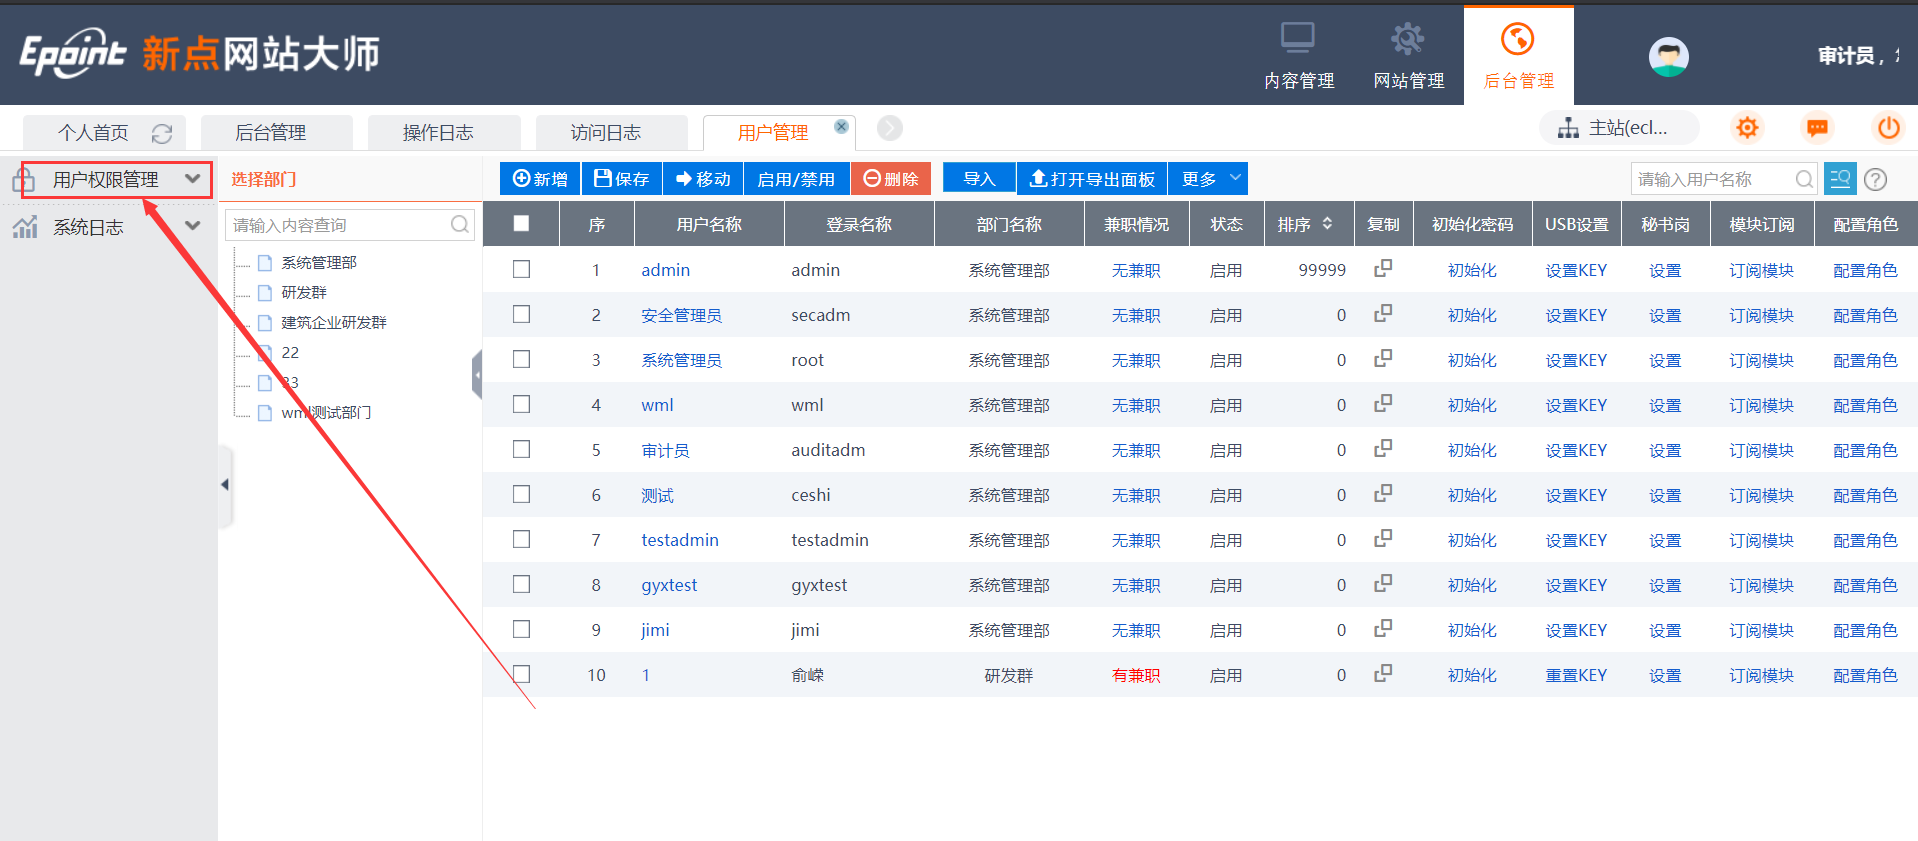 Epoint 新点网站大师
内容管理 网站管理 后台管理
审计员，
个人首页 后台管理 操作日志 访问日志 用户管理 主站(ecl...
用户权限管理
系统日志
选择部门
请输入内容查询
系统管理部
研发群
建筑企业研发群
22
33
wml测试部门
新增 保存 移动 启用/禁用 删除 导入 打开导出面板 更多 请输入用户名称
序 用户名称 登录名称 部门名称 兼职情况 状态 排序 复制 初始化密码 USB设置 秘书岗 模块订阅 配置角色
1 admin admin 系统管理部 无兼职 启用 99999 初始化 设置KEY 设置 订阅模块 配置角色
2 安全管理员 secadm 系统管理部 无兼职 启用 0 初始化 设置KEY 设置 订阅模块 配置角色
3 系统管理员 root 系统管理部 无兼职 启用 0 初始化 设置KEY 设置 订阅模块 配置角色
4 wml wml 系统管理部 无兼职 启用 0 初始化 设置KEY 设置 订阅模块 配置角色
5 审计员 auditadm 系统管理部 无兼职 启用 0 初始化 设置KEY 设置 订阅模块 配置角色
6 测试 ceshi 系统管理部 无兼职 启用 0 初始化 设置KEY 设置 订阅模块 配置角色
7 testadmin testadmin 系统管理部 无兼职 启用 0 初始化 设置KEY 设置 订阅模块 配置角色
8 gyxtest gyxtest 系统管理部 无兼职 启用 0 初始化 设置KEY 设置 订阅模块 配置角色
9 jimi jimi 系统管理部 无兼职 启用 0 初始化 设置KEY 设置 订阅模块 配置角色
10 1 俞嵘 研发群 有兼职 启用 0 初始化 重置KEY 设置 订阅模块 配置角色